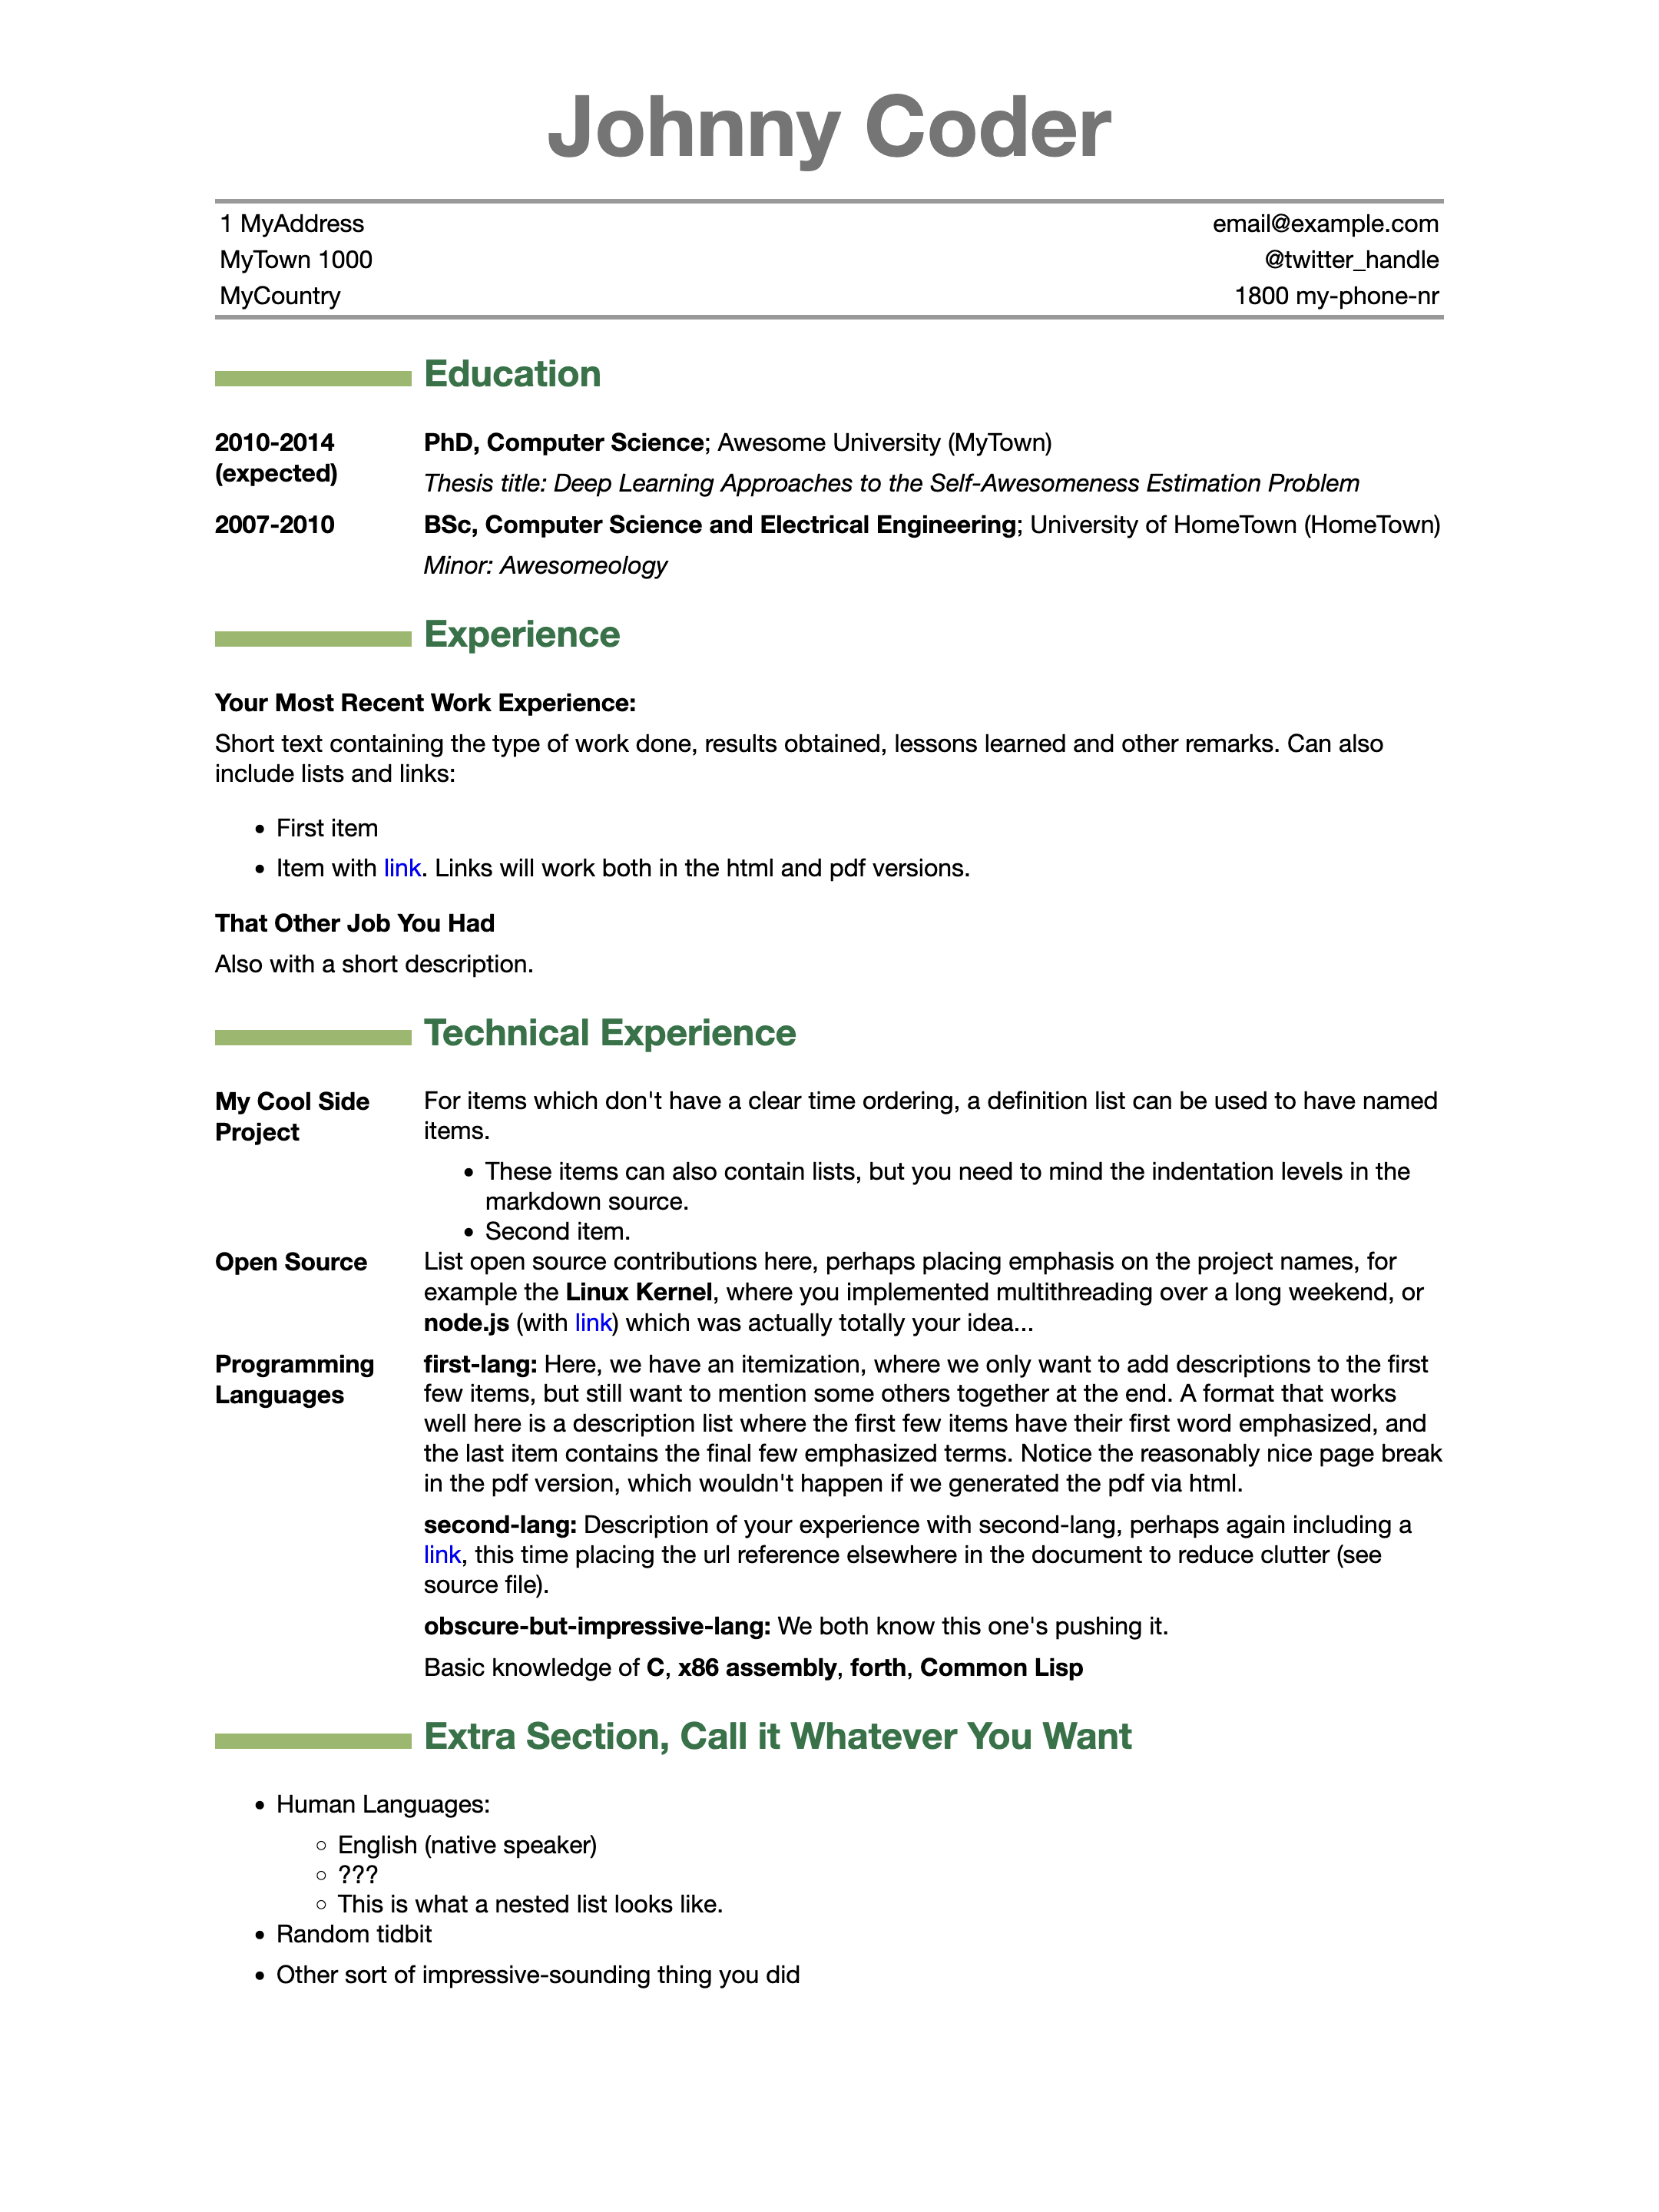 Johnny Coder
1 MyAddress
MyTown 1000
MyCountry
email@example.com
@twitter_handle
1800 my-phone-nr
Education
2010-2014
(expected)
PhD, Computer Science; Awesome University (MyTown)
Thesis title: Deep Learning Approaches to the Self-Awesomeness Estimation Problem
2007-2010
BSc, Computer Science and Electrical Engineering; University of HomeTown (HomeTown)
Minor: Awesomeology
Experience
Your Most Recent Work Experience:
Short text containing the type of work done, results obtained, lessons learned and other remarks. Can also
include lists and links:
• First item
• Item with link. Links will work both in the html and pdf versions.
That Other Job You Had
Also with a short description.
Technical Experience
My Cool Side
Project
For items which don't have a clear time ordering, a definition list can be used to have named
items.
• These items can also contain lists, but you need to mind the indentation levels in the
markdown source.
• Second item.
Open Source
List open source contributions here, perhaps placing emphasis on the project names, for
example the Linux Kernel, where you implemented multithreading over a long weekend, or
node.js (with link) which was actually totally your idea...
Programming
Languages
first-lang: Here, we have an itemization, where we only want to add descriptions to the first
few items, but still want to mention some others together at the end. A format that works
well here is a description list where the first few items have their first word emphasized, and
the last item contains the final few emphasized terms. Notice the reasonably nice page break
in the pdf version, which wouldn't happen if we generated the pdf via html.
second-lang: Description of your experience with second-lang, perhaps again including a
link, this time placing the url reference elsewhere in the document to reduce clutter (see
source file).
obscure-but-impressive-lang: We both know this one's pushing it.
Basic knowledge of C, x86 assembly, forth, Common Lisp
Extra Section, Call it Whatever You Want
• Human Languages:
◦ English (native speaker)
◦ ???
◦ This is what a nested list looks like.
• Random tidbit
• Other sort of impressive-sounding thing you did